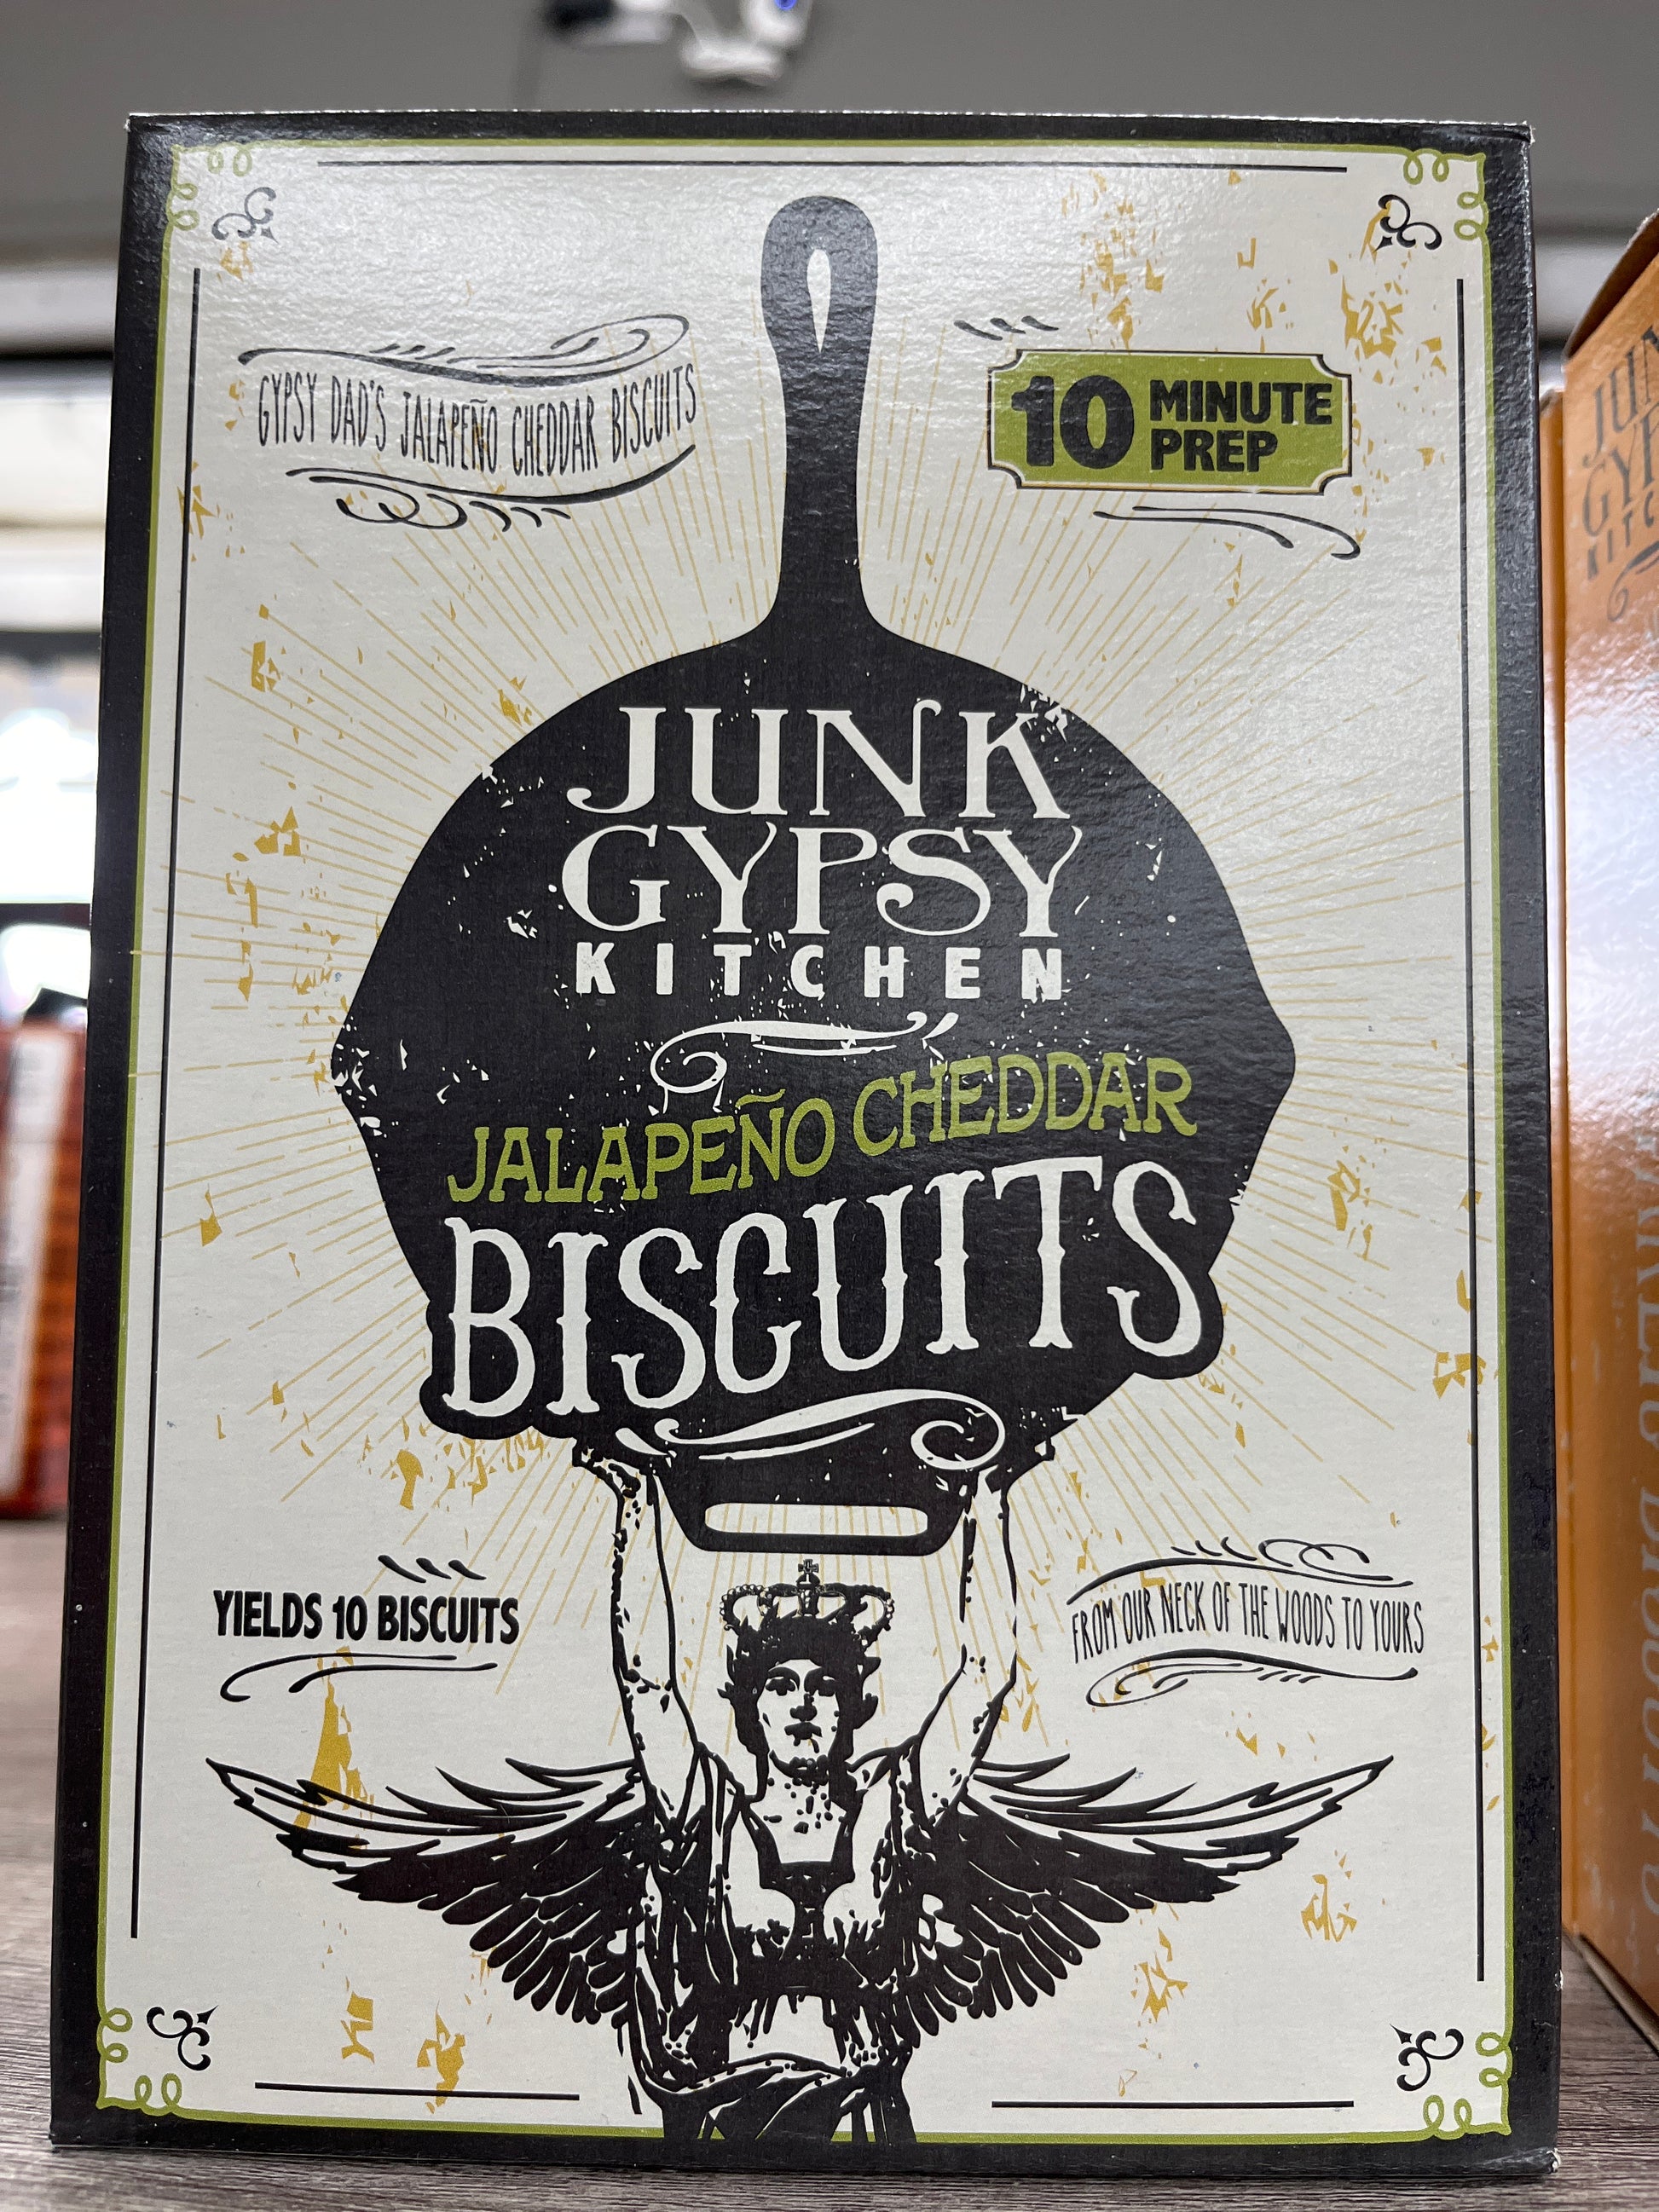 GYPSY DAD'S JALAPEÑO CHEDDAR BISCUITS
10 MINUTE
PREP
JUNK
GYPSY
KITCHEN
JALAPEÑO CHEDDAR
BISCUITS
YIELDS 10 BISCUITS
FROM OUR NECK OF THE WOODS TO YOURS